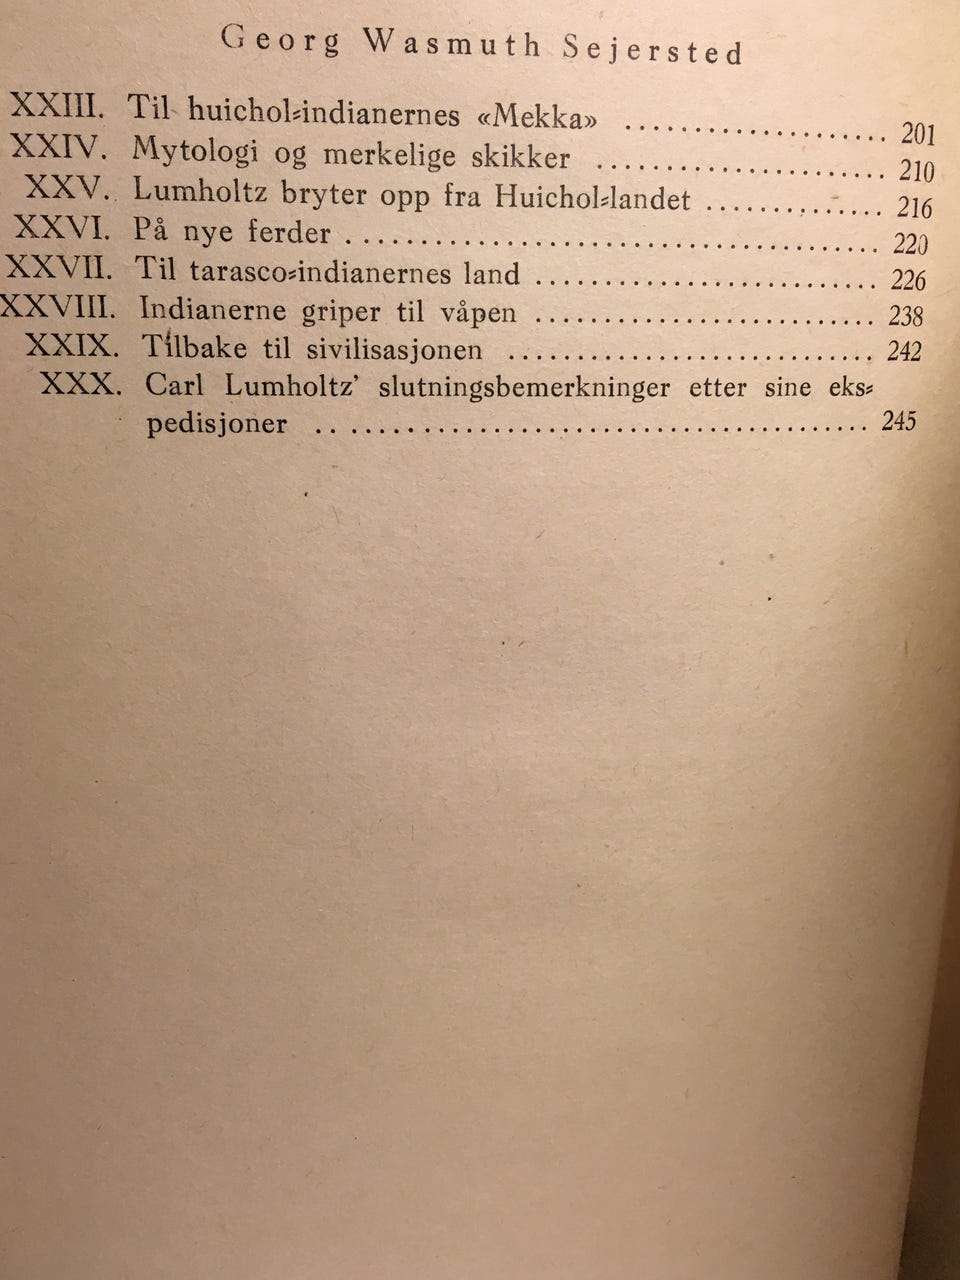 Georg Wasmuth Sejersted
XXIII. Til huichol-indianernes «Mekka» .................... 201
XXIV. Mytologi og merkelige skikker ...................... 210
XXV. Lumholtz bryter opp fra Huichol-landet .............. 216
XXVI. På nye ferder ........................................ 220
XXVII. Til tarasco-indianernes land ......................... 226
XXVIII. Indianerne griper til våpen ......................... 238
XXIX. Tilbake til sivilisasjonen ........................... 242
XXX. Carl Lumholtz’ slutningsbemerkninger etter sine eks-
pedisjoner .......................................... 245